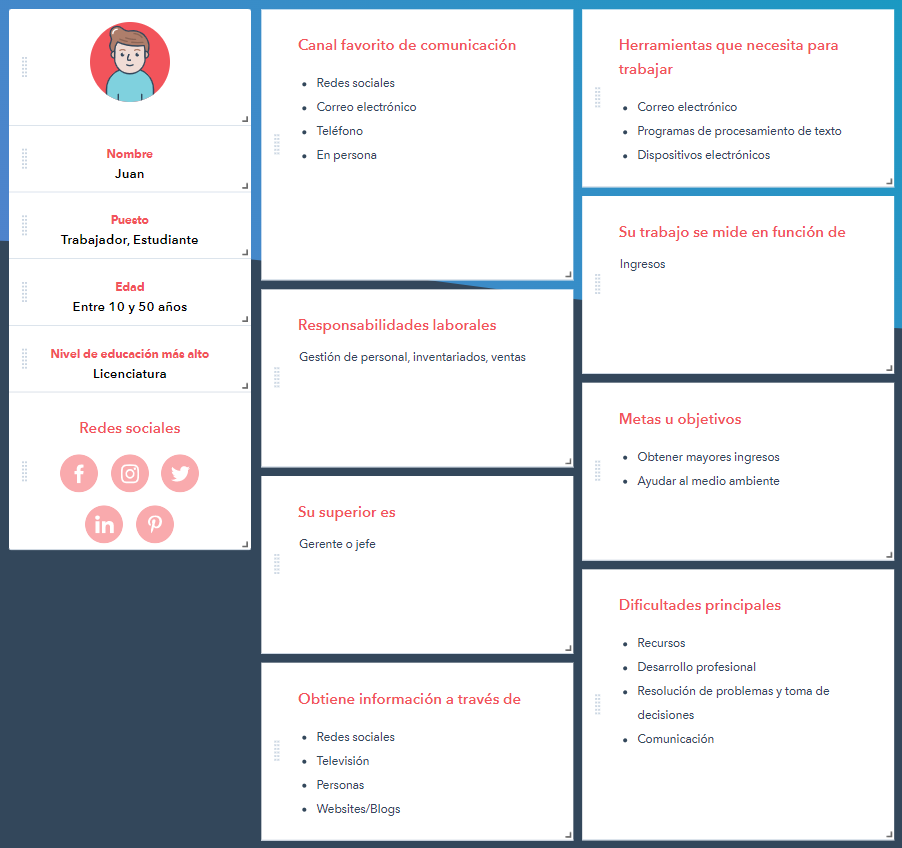 Nombre
Juan
Puesto
Trabajador, Estudiante
Edad
Entre 10 y 50 años
Nivel de educación más alto
Licenciatura
Redes sociales
Canal favorito de comunicación
Redes sociales
Correo electrónico
Teléfono
En persona
Responsabilidades laborales
Gestión de personal, inventariados, ventas
Su superior es
Gerente o jefe
Obtiene información a través de
Redes sociales
Televisión
Personas
Websites/Blogs
Herramientas que necesita para
trabajar
Correo electrónico
Programas de procesamiento de texto
Dispositivos electrónicos
Su trabajo se mide en función de
Ingresos
Metas u objetivos
Obtener mayores ingresos
Ayudar al medio ambiente
Dificultades principales
Recursos
Desarrollo profesional
Resolución de problemas y toma de
decisiones
Comunicación